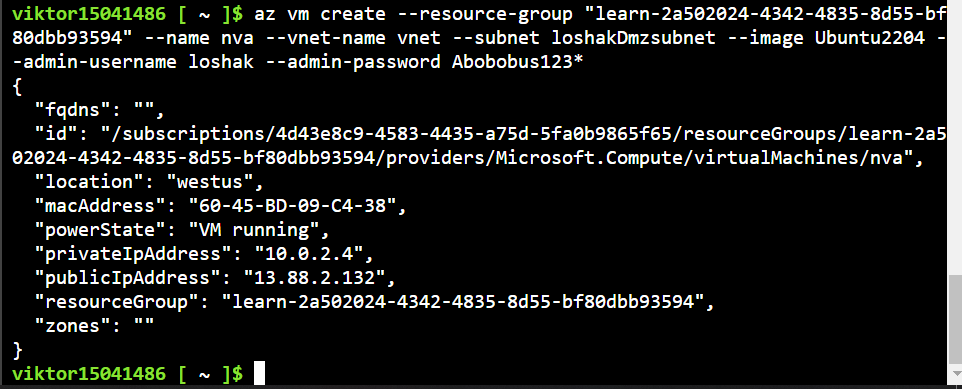 viktor15041486 [ ~ ]$ az vm create --resource-group "learn-2a502024-4342-4835-8d55-bf
80dbb93594" --name nva --vnet-name vnet --subnet loshakDmzsubnet --image Ubuntu2204 -
-admin-username loshak --admin-password Abobobus123*
{
  "fqdns": "",
  "id": "/subscriptions/4d43e8c9-4583-4435-a75d-5fa0b9865f65/resourceGroups/learn-2a5
02024-4342-4835-8d55-bf80dbb93594/providers/Microsoft.Compute/virtualMachines/nva",
  "location": "westus",
  "macAddress": "60-45-BD-09-C4-38",
  "powerState": "VM running",
  "privateIpAddress": "10.0.2.4",
  "publicIpAddress": "13.88.2.132",
  "resourceGroup": "learn-2a502024-4342-4835-8d55-bf80dbb93594",
  "zones": ""
}
viktor15041486 [ ~ ]$